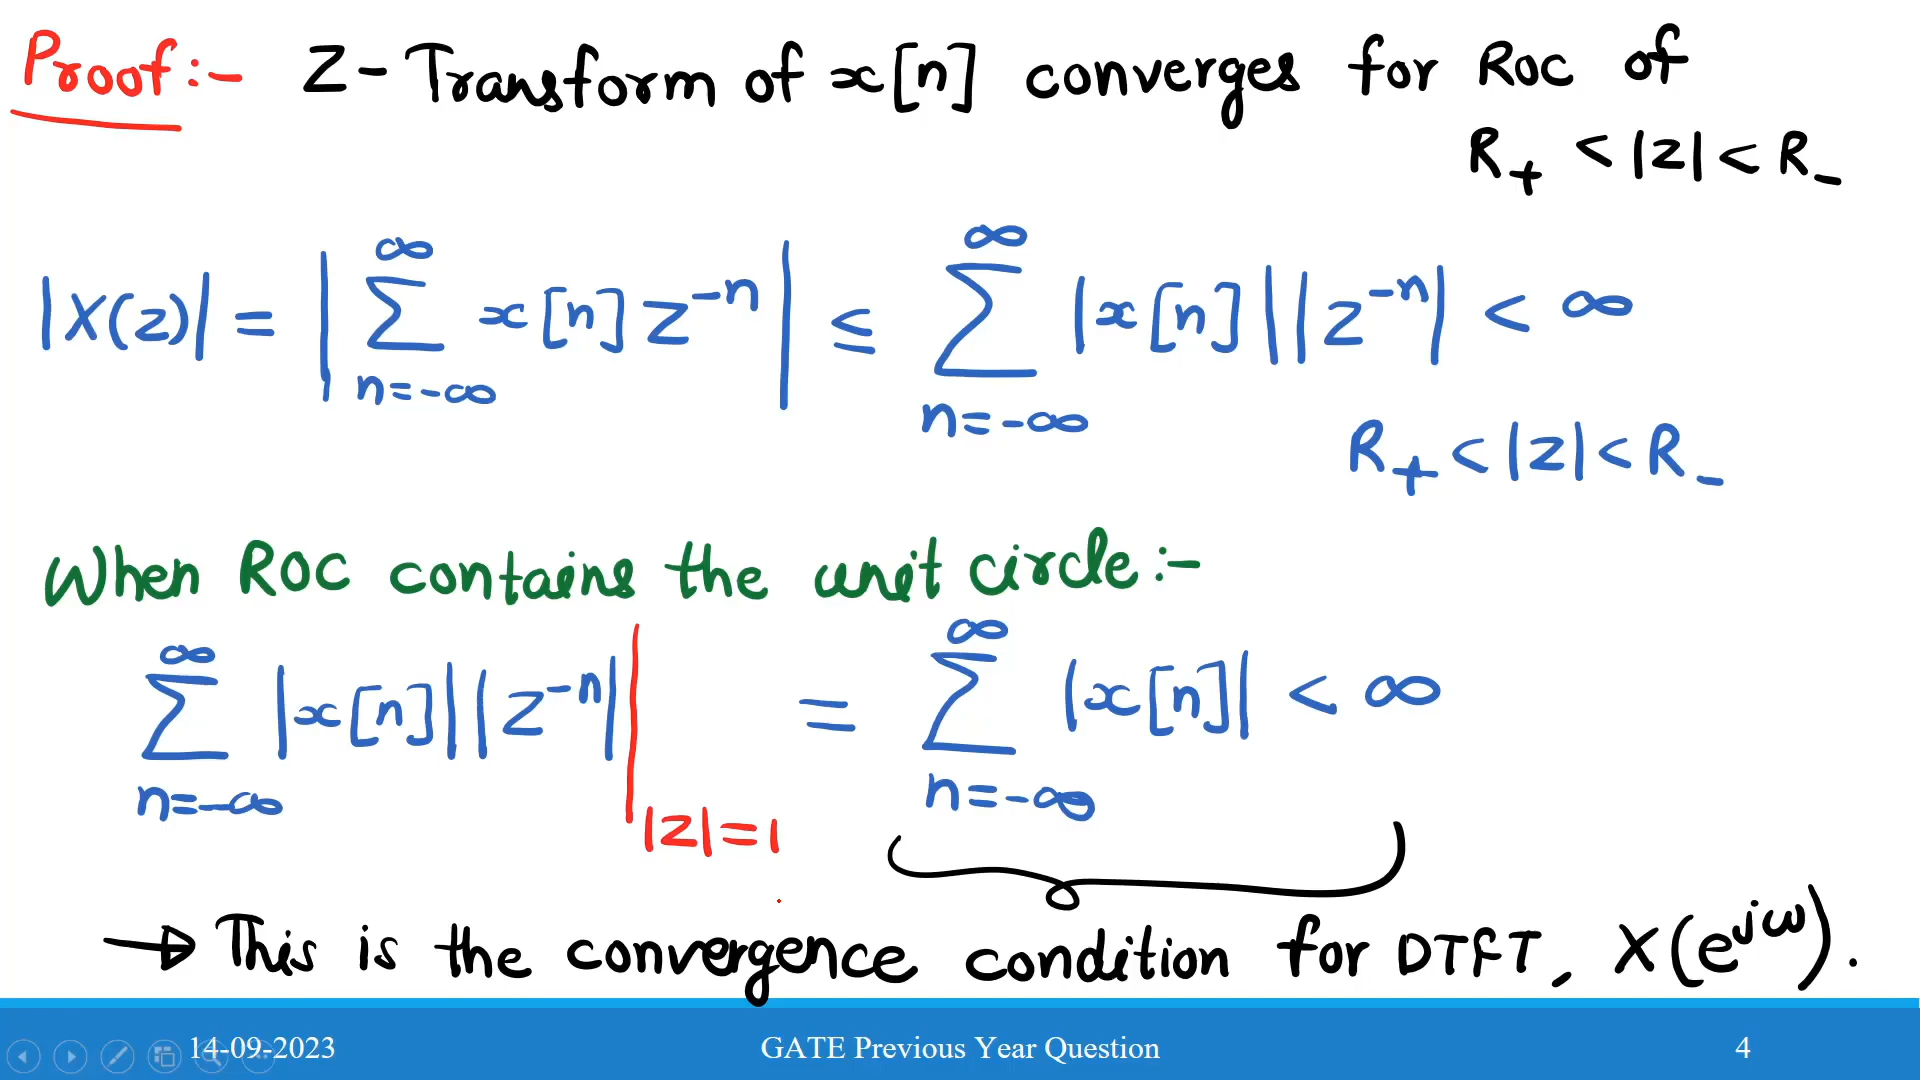 Proof:- Z-Transform of x[n] converges for ROC of
R₊ < |z| < R₋
|X(z)| = | ∑_{n=-∞}^{∞} x[n] z^{-n} | ≤ ∑_{n=-∞}^{∞} |x[n]| |z^{-n}| < ∞
R₊ < |z| < R₋
When ROC contains the unit circle:-
∑_{n=-∞}^{∞} |x[n]| |z^{-n}| |_{|z|=1} = ∑_{n=-∞}^{∞} |x[n]| < ∞
→ This is the convergence condition for DTFT, X(e^{jω}).
14-09-2023 GATE Previous Year Question 4